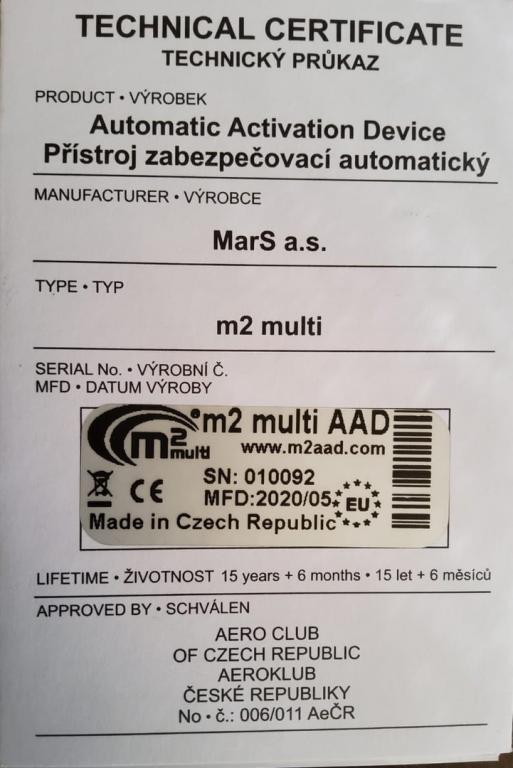 TECHNICAL CERTIFICATE
TECHNICKÝ PRŮKAZ
PRODUCT • VÝROBEK
Automatic Activation Device
Přístroj zabezpečovací automatický
MANUFACTURER • VÝROBCE
MarS a.s.
TYPE • TYP
m2 multi
SERIAL No. • VÝROBNÍ Č.
MFD • DATUM VÝROBY
m2 multi
m2 multi AAD
www.m2aad.com
CE
SN: 010092
MFD:2020/05
EU
Made in Czech Republic
LIFETIME • ŽIVOTNOST 15 years + 6 months • 15 let + 6 měsíců
APPROVED BY • SCHVÁLEN
AERO CLUB
OF CZECH REPUBLIC
AEROKLUB
ČESKÉ REPUBLIKY
No • č.: 006/011 AeČR